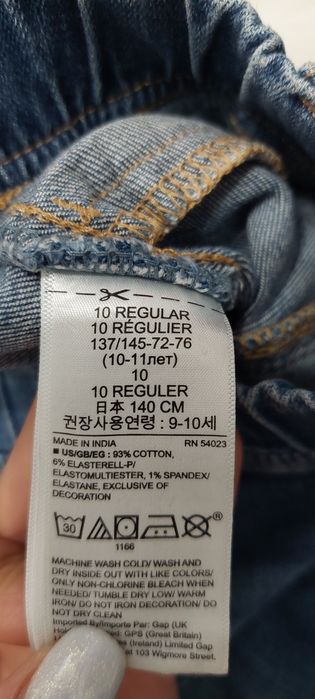 10 REGULAR
10 RÉGULIER
137/145-72-76
(10-11лет)
10
10 REGULER
日本 140 CM
권장사용연령 : 9-10세
MADE IN INDIA RN 54023
■ US/GB/EG : 93% COTTON,
6% ELASTERELL-P/
ELASTOMULTIESTER, 1% SPANDEX/
ELASTANE, EXCLUSIVE OF
DECORATION
30
®
1166
MACHINE WASH COLD/ WASH AND
DRY INSIDE OUT WITH LIKE COLORS/
ONLY NON-CHLORINE BLEACH WHEN
NEEDED/ TUMBLE DRY LOW/ WARM
IRON/ DO NOT IRON DECORATION/ DO
NOT DRY CLEAN
Imported By/Importe Par: Gap (UK
GPS (Great Britain)
(Ireland) Limited Gap
at 103 Wigmore Street,